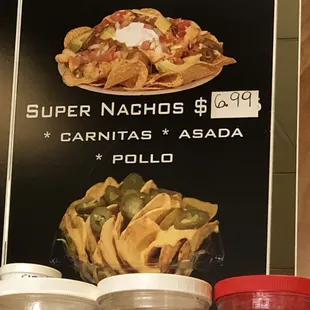 SUPER NACHOS $ 6.99
* CARNITAS * ASADA
* POLLO